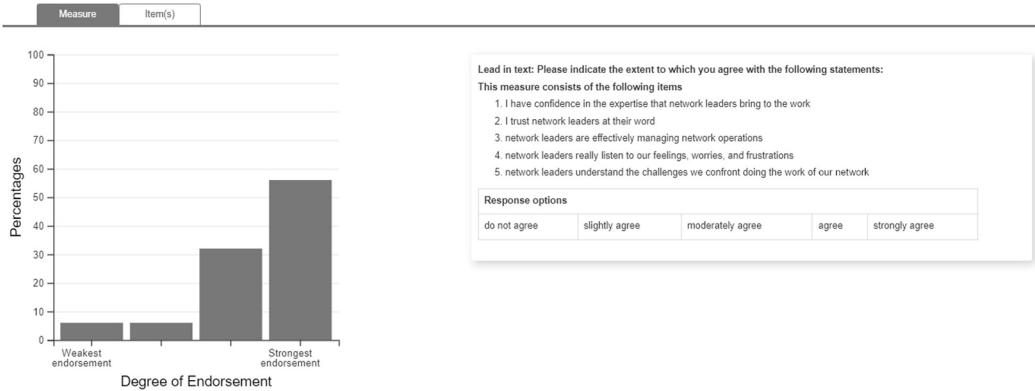 Measure
Item(s)
100
90
80
70
60
50
40
30
20
10
0
Percentages
Weakest
endorsement
Strongest
endorsement
Degree of Endorsement
Lead in text: Please indicate the extent to which you agree with the following statements:
This measure consists of the following items
1. I have confidence in the expertise that network leaders bring to the work
2. I trust network leaders at their word
3. network leaders are effectively managing network operations
4. network leaders really listen to our feelings, worries, and frustrations
5. network leaders understand the challenges we confront doing the work of our network
Response options
do not agree
slightly agree
moderately agree
agree
strongly agree